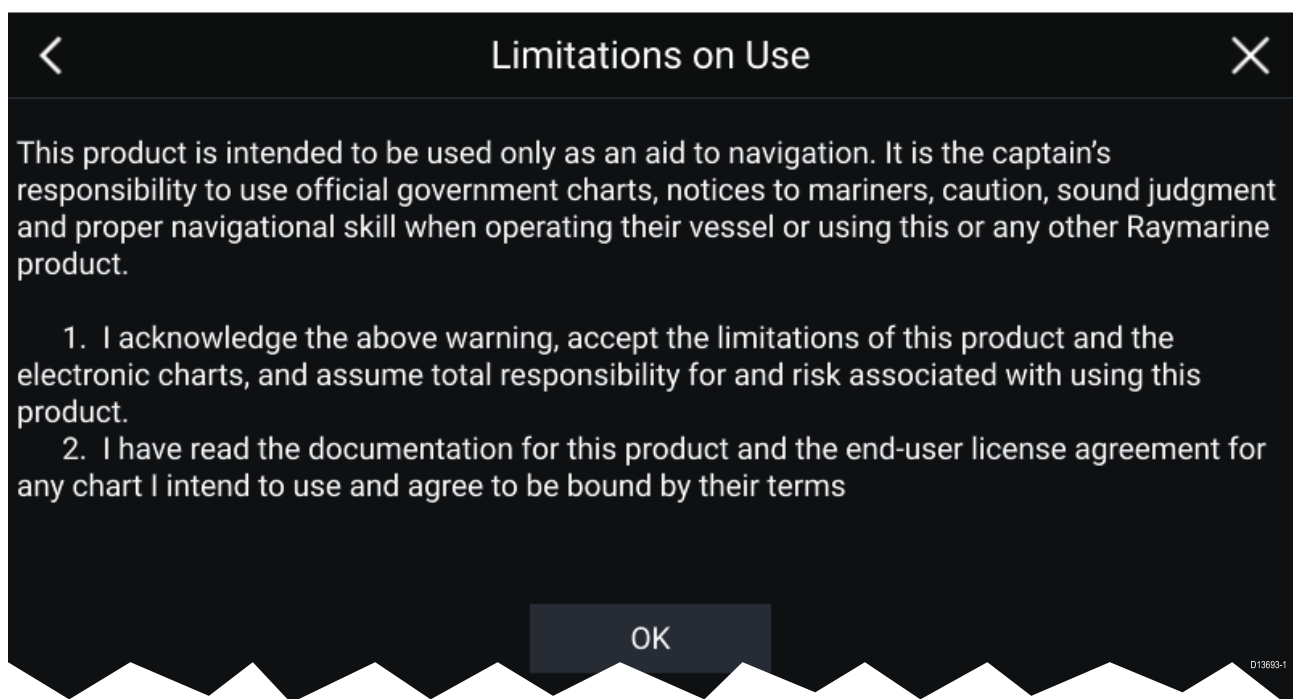 Limitations on Use
This product is intended to be used only as an aid to navigation. It is the captain’s
responsibility to use official government charts, notices to mariners, caution, sound judgment
and proper navigational skill when operating their vessel or using this or any other Raymarine
product.
1. I acknowledge the above warning, accept the limitations of this product and the
electronic charts, and assume total responsibility for and risk associated with using this
product.
2. I have read the documentation for this product and the end-user license agreement for
any chart I intend to use and agree to be bound by their terms
OK
D13693-1